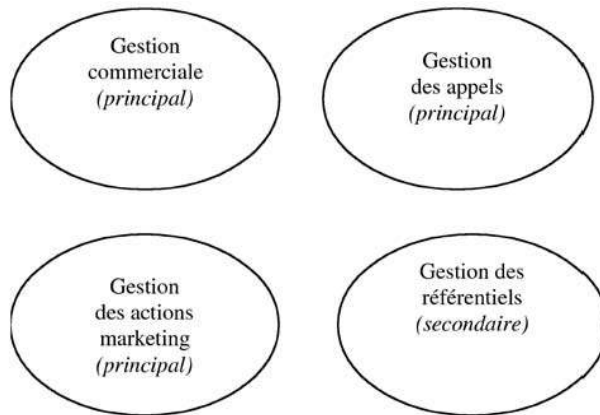 Gestion
commerciale
(principal)
Gestion
des appels
(principal)
Gestion
des actions
marketing
(principal)
Gestion des
référentiels
(secondaire)